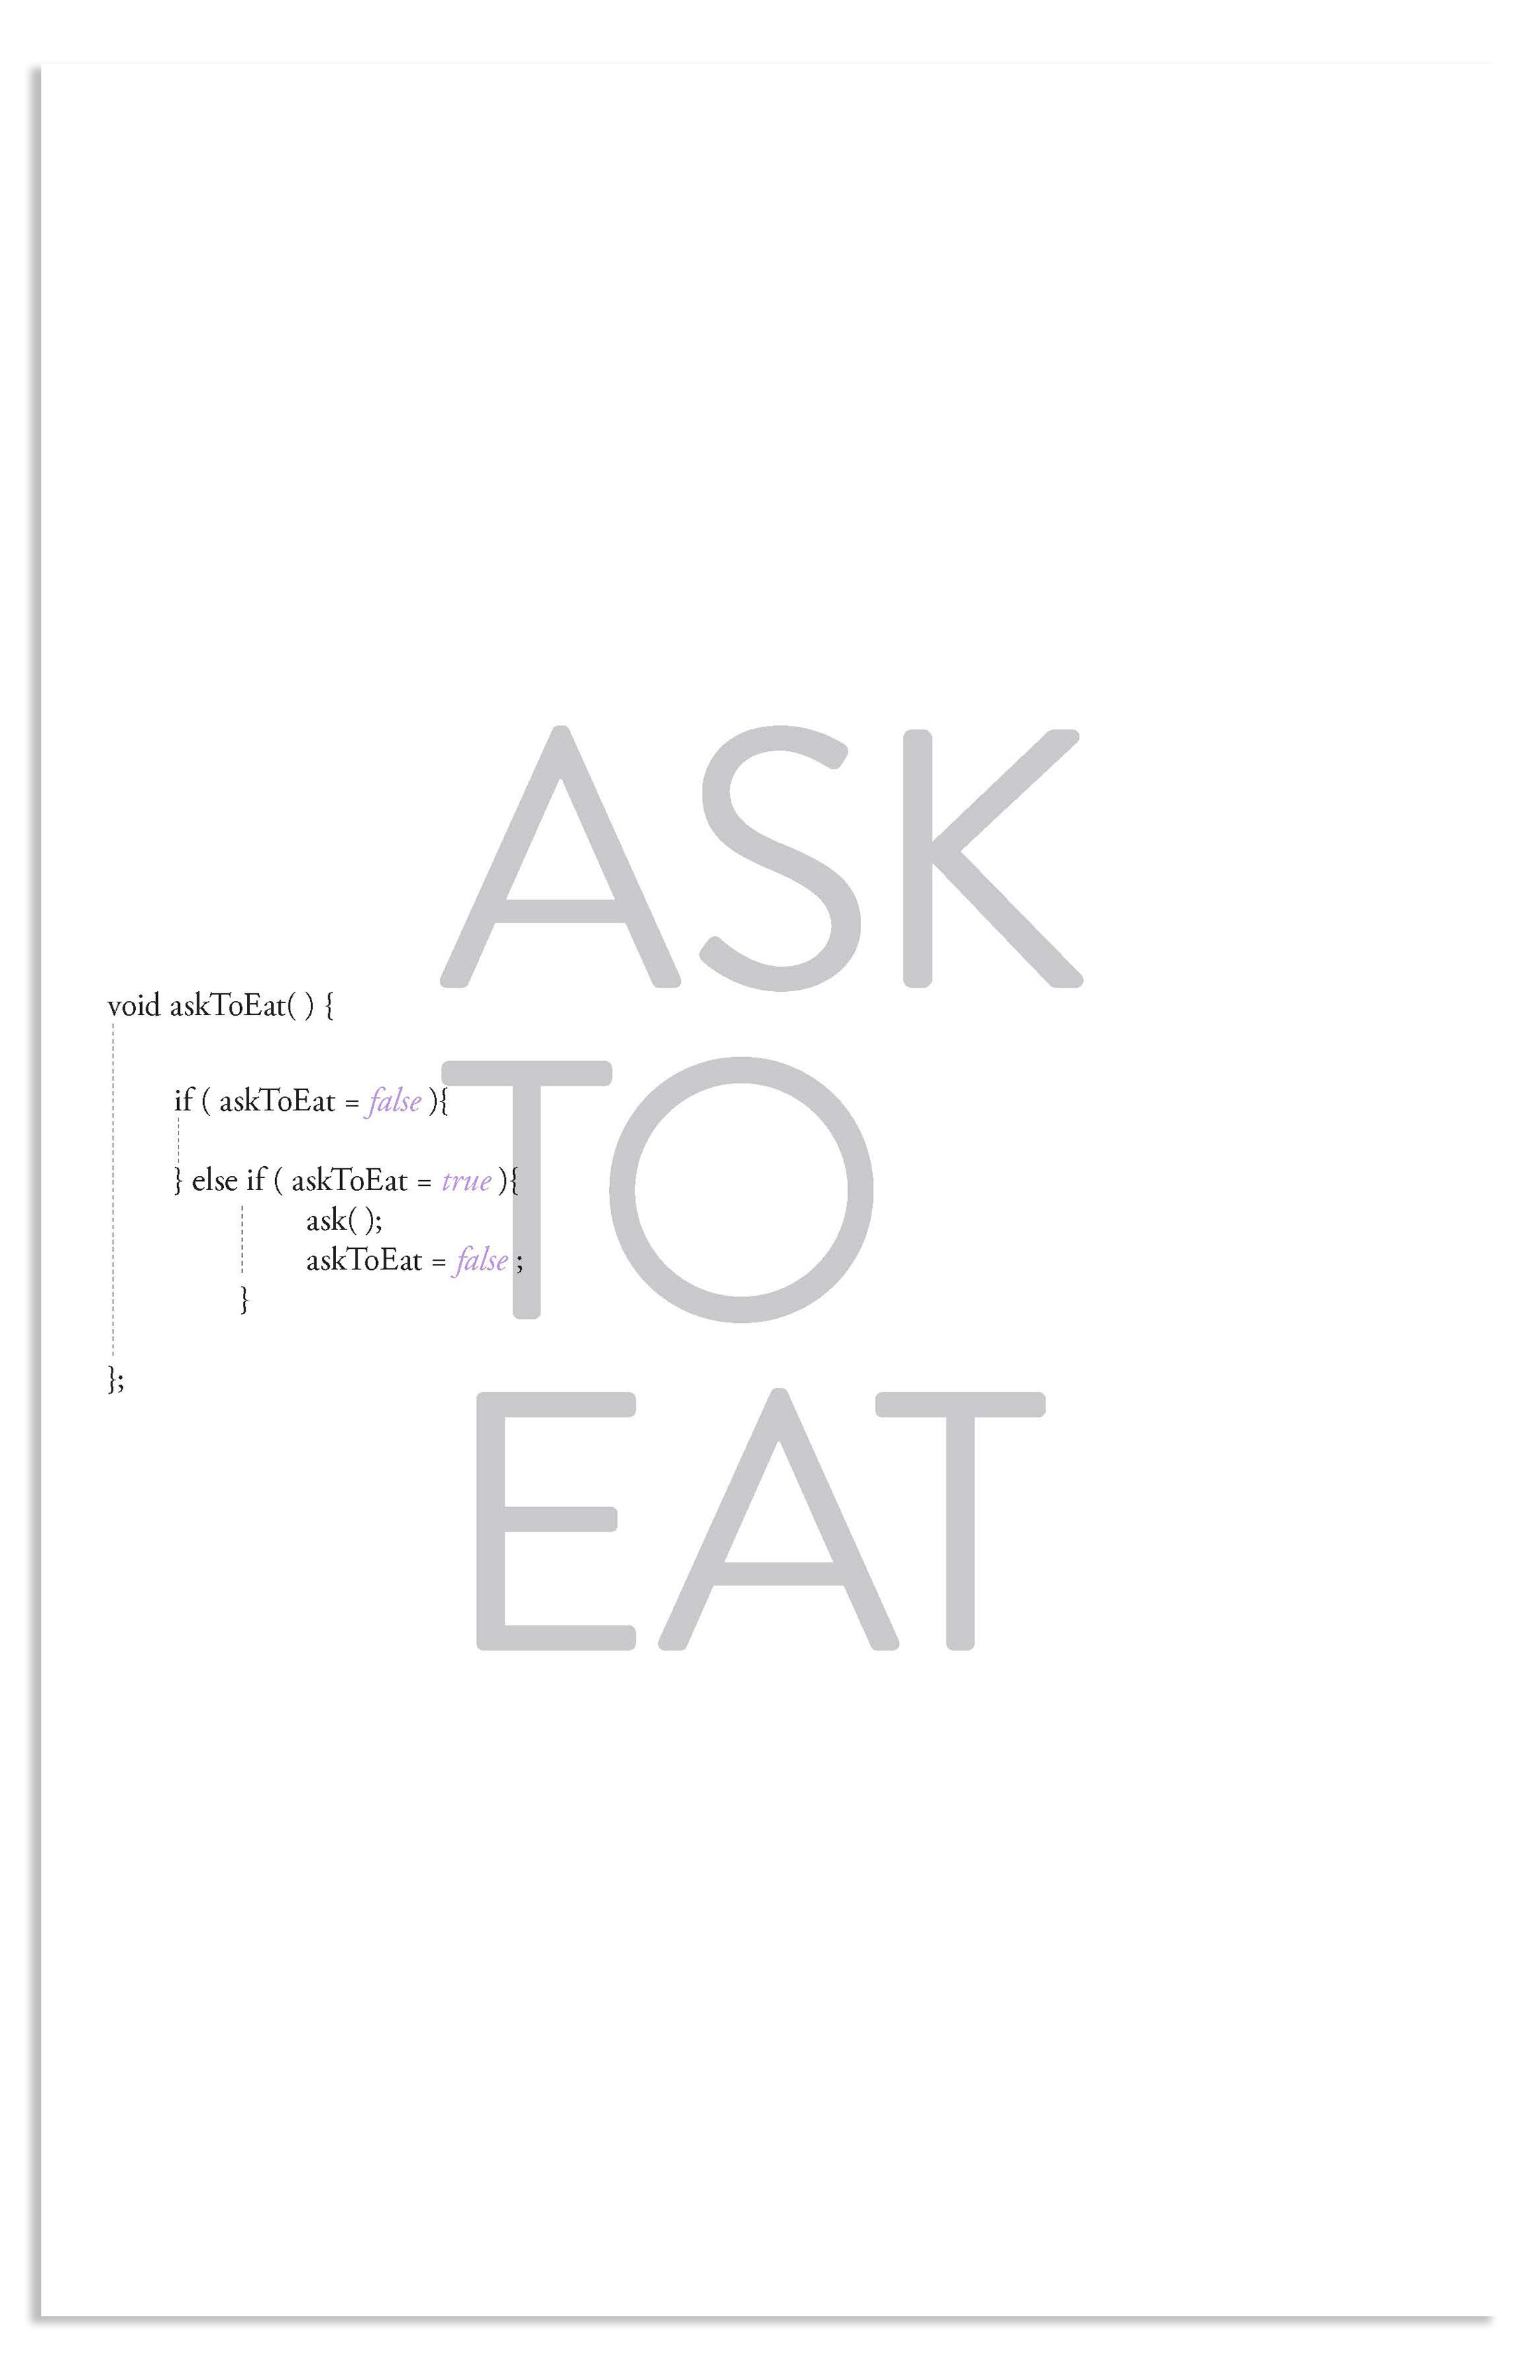 ASK
TO
EAT
void askToEat( ) {
if ( askToEat = false ){
} else if ( askToEat = true ){
ask( );
askToEat = false ;
}
};